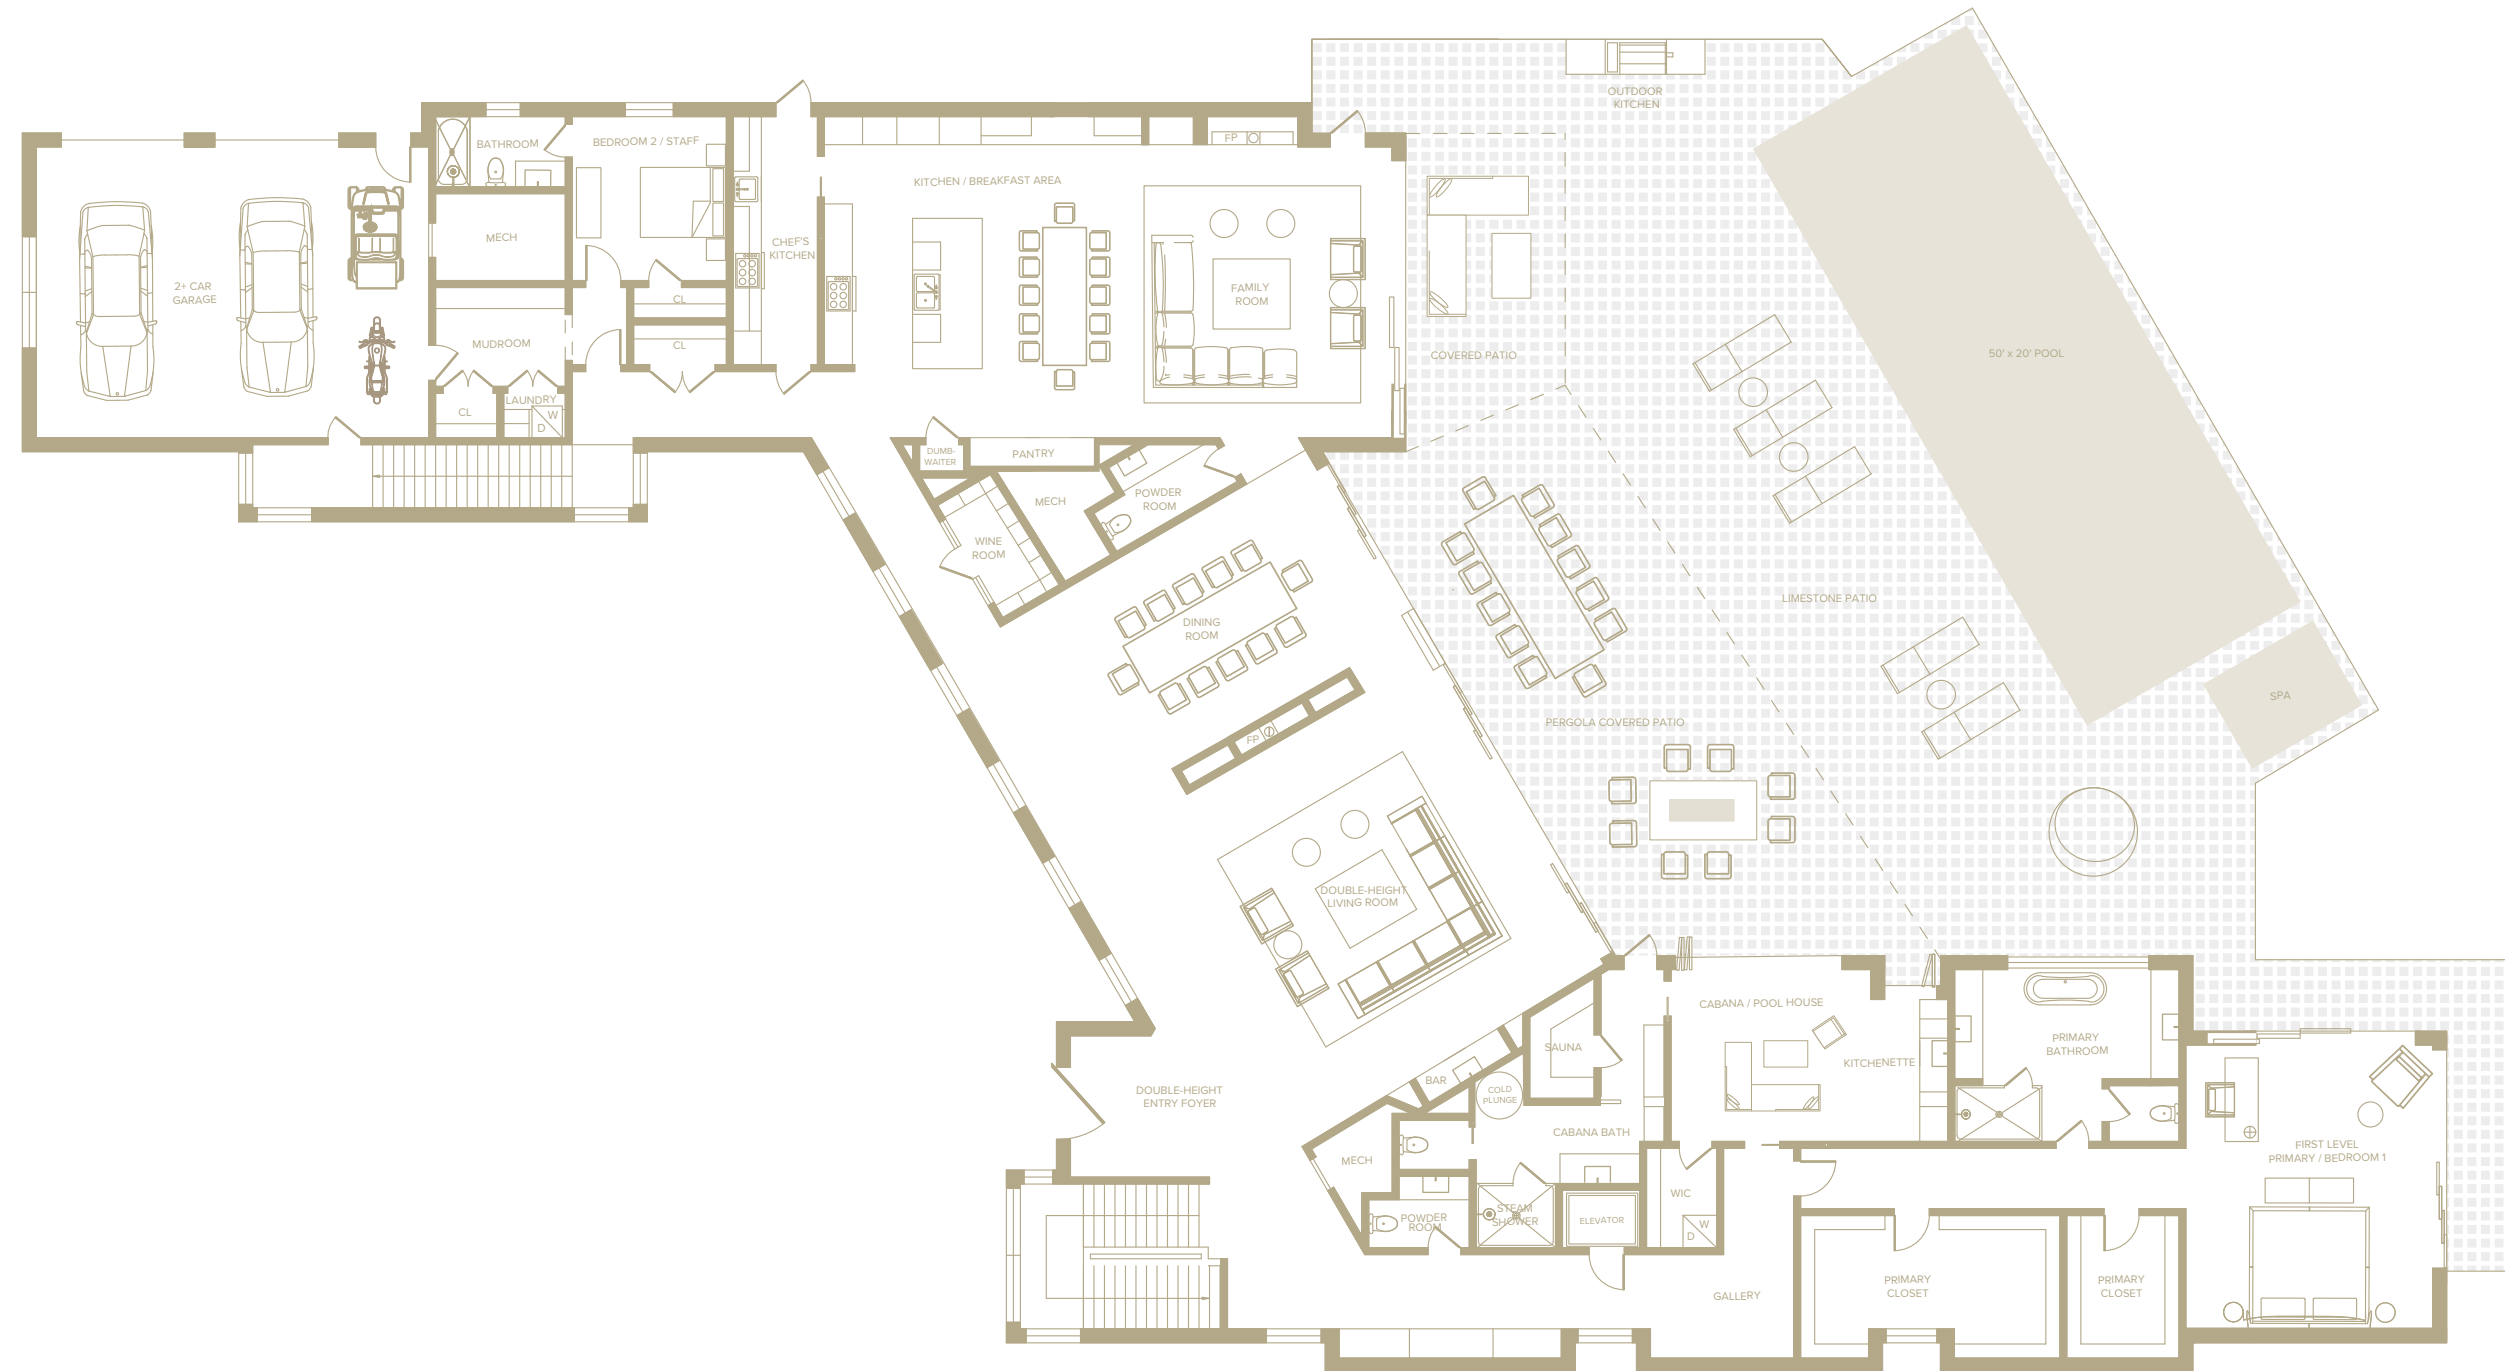 OUTDOOR
KITCHEN
BATHROOM
BEDROOM 2 / STAFF
FP
KITCHEN / BREAKFAST AREA
MECH
CHEF'S
KITCHEN
2+ CAR
GARAGE
FAMILY
ROOM
CL
MUDROOM
CL
COVERED PATIO
50' x 20' POOL
LAUNDRY
CL
W
D
DUMB-
WAITER
PANTRY
MECH
POWDER
ROOM
WINE
ROOM
LIMESTONE PATIO
DINING
ROOM
SPA
PERGOLA COVERED PATIO
FP
DOUBLE-HEIGHT
LIVING ROOM
CABANA / POOL HOUSE
SAUNA
PRIMARY
BATHROOM
KITCHENETTE
BAR
COLD
PLUNGE
DOUBLE-HEIGHT
ENTRY FOYER
CABANA BATH
FIRST LEVEL
PRIMARY / BEDROOM 1
MECH
WIC
STEAM
SHOWER
POWDER
ROOM
ELEVATOR
W
D
PRIMARY
CLOSET
PRIMARY
CLOSET
GALLERY